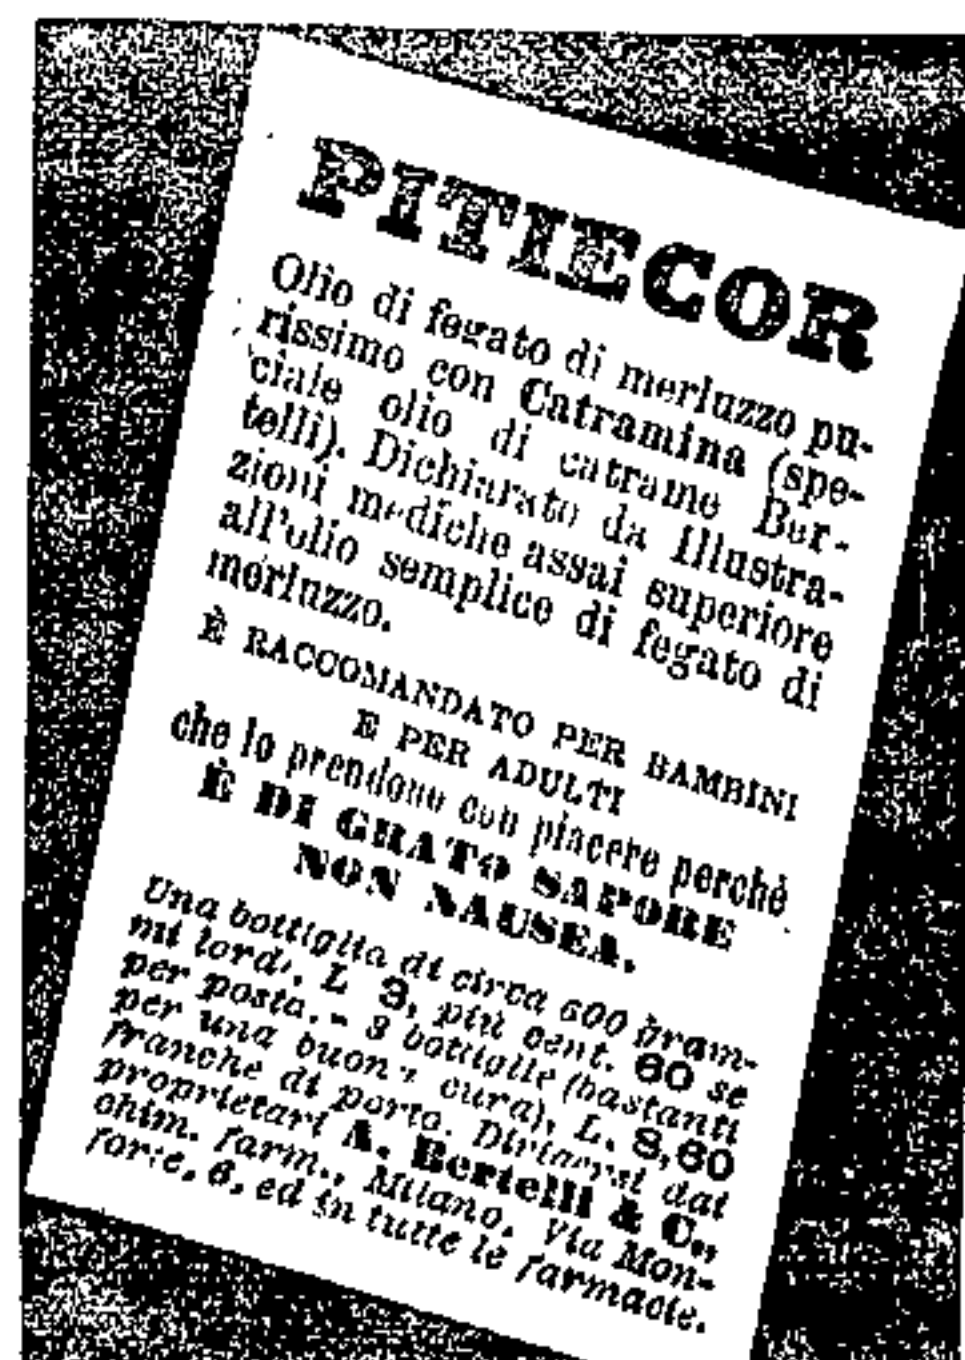 PITIECOR
Olio di fegato di merluzzo pu-
rissimo con Catramina (spe-
ciale olio di catrame Ber-
telli). Dichiarato da Illustra-
zioni mediche assai superiore
all'olio semplice di fegato di
merluzzo.
È RACCOMANDATO PER BAMBINI
E PER ADULTI
che lo prendono con piacere perchè
È DI GRATO SAPORE
NON NAUSEA.
Una bottiglia di circa 600 gram-
mi lordi, L 3, più cent. 60 se
per posta. - 3 bottiglie (bastanti
per una buona cura), L. 8,60
franche di porto. Dirigersi dai
proprietari A. Bertelli & C.,
chim. farm., Milano, Via Mon-
forte, 6, ed in tutte le farmacie.